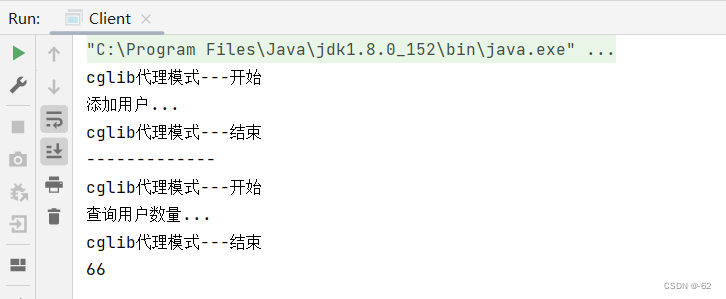 Run: Client
"C:\Program Files\Java\jdk1.8.0_152\bin\java.exe" ...
cglib代理模式---开始
添加用户...
cglib代理模式---结束
-------------
cglib代理模式---开始
查询用户数量...
cglib代理模式---结束
66
CSDN @-62